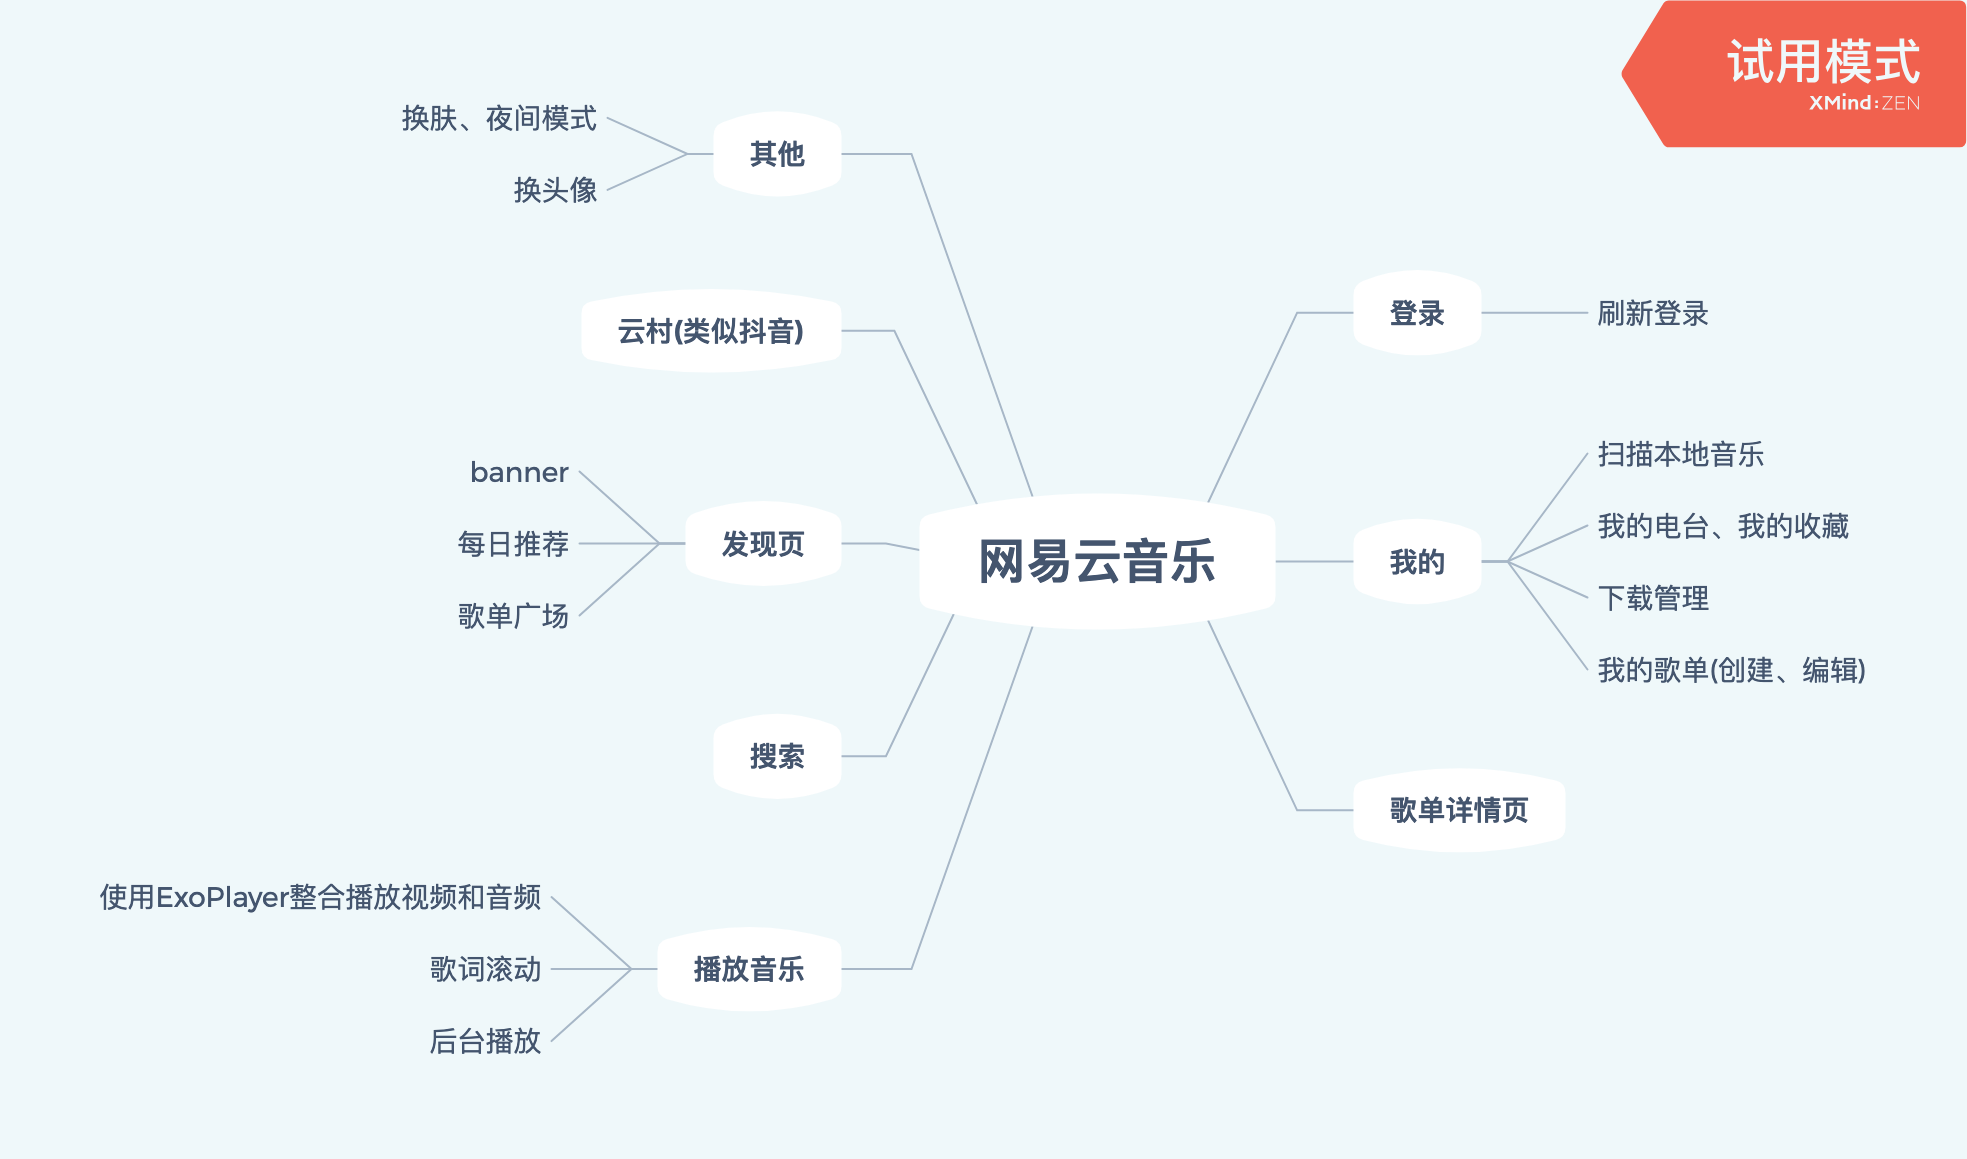 试用模式
XMind:ZEN
换肤、夜间模式
换头像
其他
云村(类似抖音)
banner
每日推荐
歌单广场
发现页
搜索
使用ExoPlayer整合播放视频和音频
歌词滚动
后台播放
播放音乐
网易云音乐
登录
刷新登录
我的
扫描本地音乐
我的电台、我的收藏
下载管理
我的歌单(创建、编辑)
歌单详情页